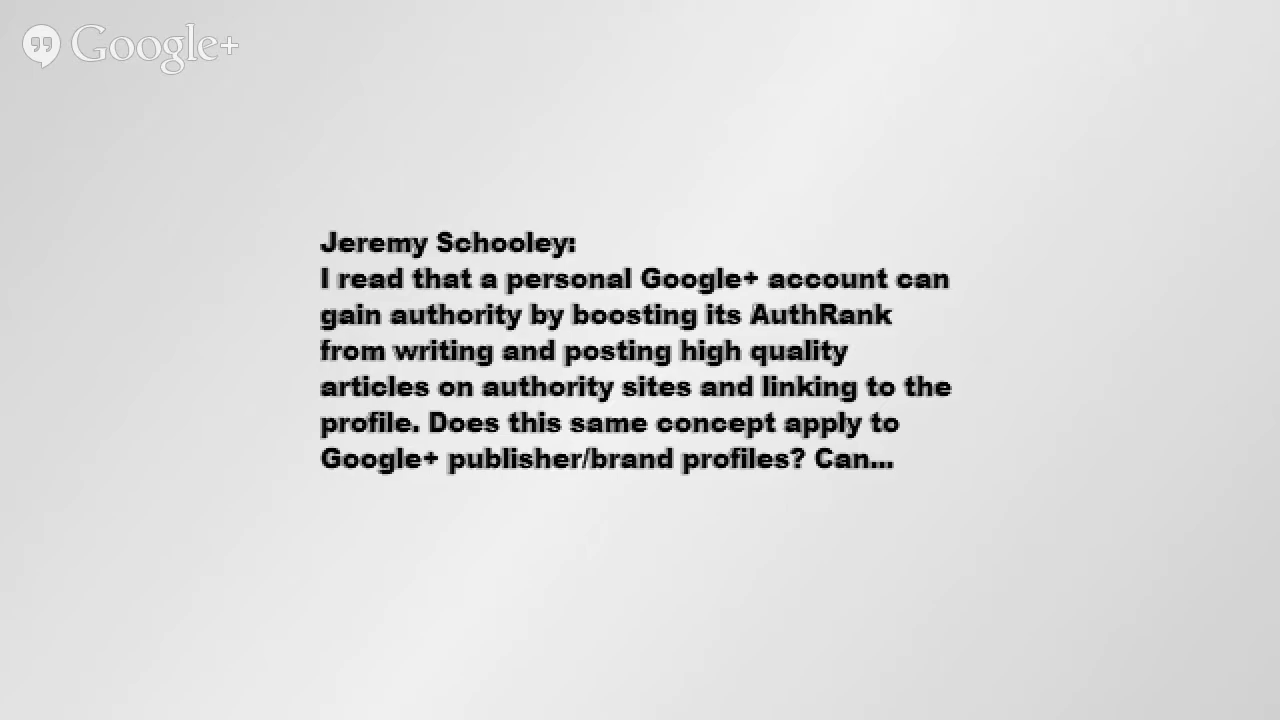 Google+
Jeremy Schooley:
I read that a personal Google+ account can
gain authority by boosting its AuthRank
from writing and posting high quality
articles on authority sites and linking to the
profile. Does this same concept apply to
Google+ publisher/brand profiles? Can...